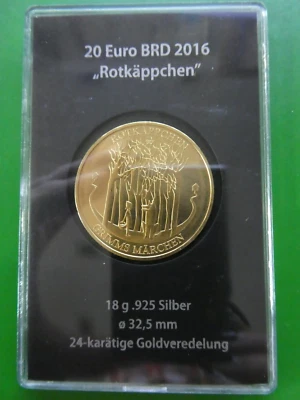 20 Euro BRD 2016
„Rotkäppchen”
ROTKÄPPCHEN
GRIMMS MÄRCHEN
18 g .925 Silber
ø 32,5 mm
24-karätige Goldveredelung